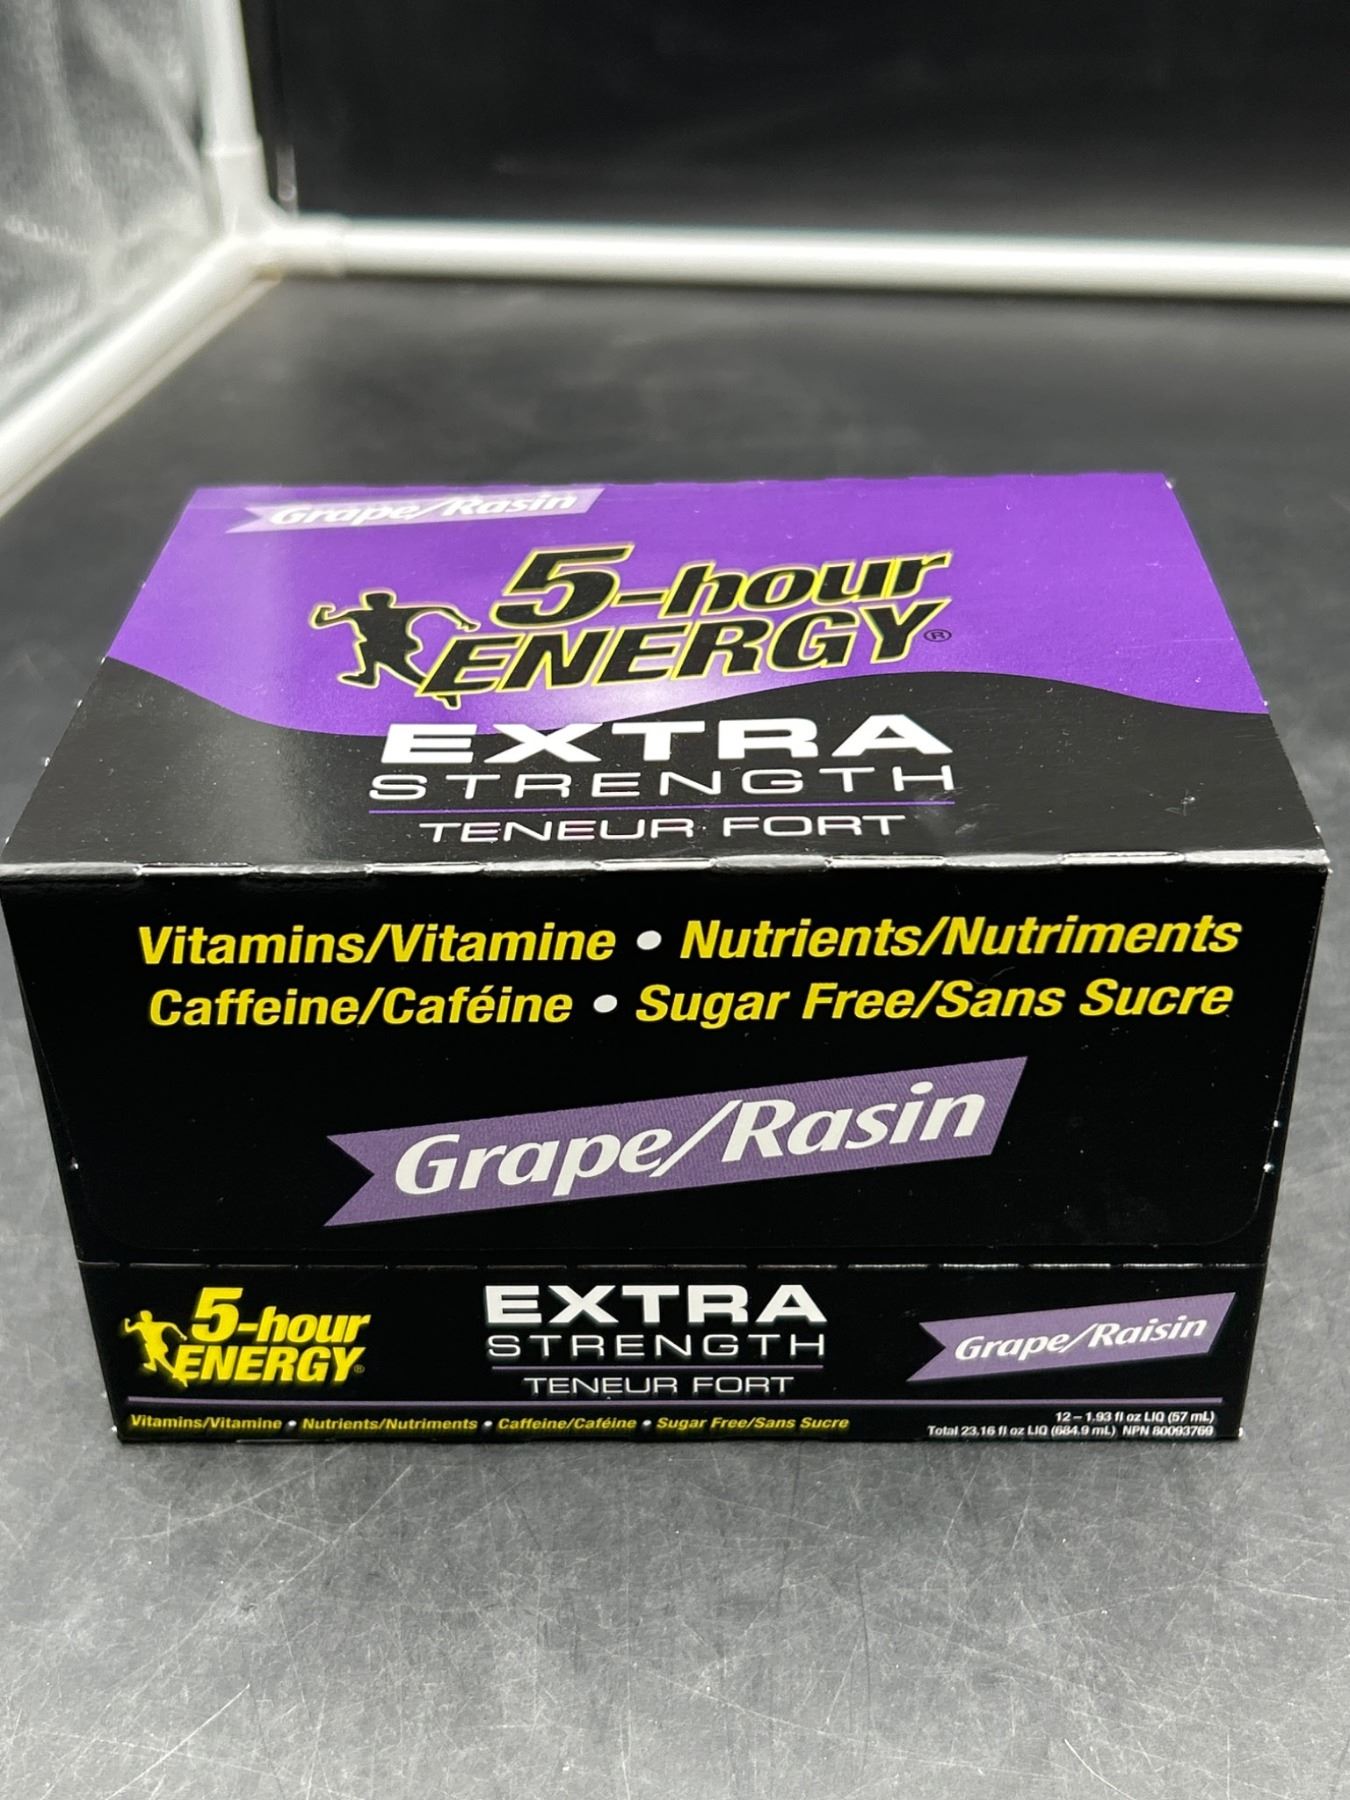 Grape/Rasin
5-hour
ENERGY®
EXTRA
STRENGTH
TENEUR FORT
Vitamins/Vitamine • Nutrients/Nutriments
Caffeine/Caféine • Sugar Free/Sans Sucre
Grape/Rasin
5-hour
ENERGY®
EXTRA
STRENGTH
TENEUR FORT
Grape/Raisin
Vitamins/Vitamine • Nutrients/Nutriments • Caffeine/Caféine • Sugar Free/Sans Sucre
12 – 1.93 fl oz LIQ (57 mL)
Total 23.16 fl oz LIQ (684.9 mL) NPN 80093769